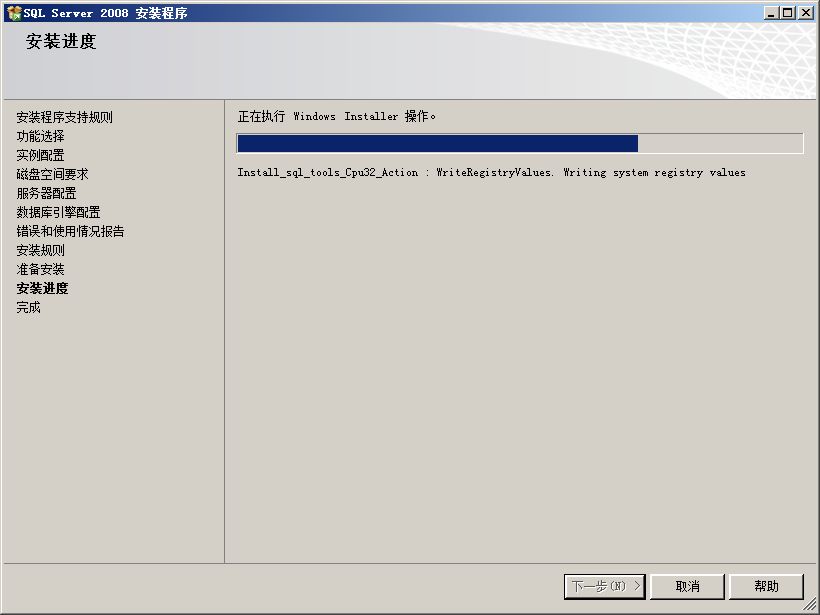 SQL Server 2008 安装程序
安装进度
安装程序支持规则
功能选择
实例配置
磁盘空间要求
服务器配置
数据库引擎配置
错误和使用情况报告
安装规则
准备安装
安装进度
完成
正在执行 Windows Installer 操作。
Install_sql_tools_Cpu32_Action : WriteRegistryValues. Writing system registry values
下一步(N) >
取消
帮助